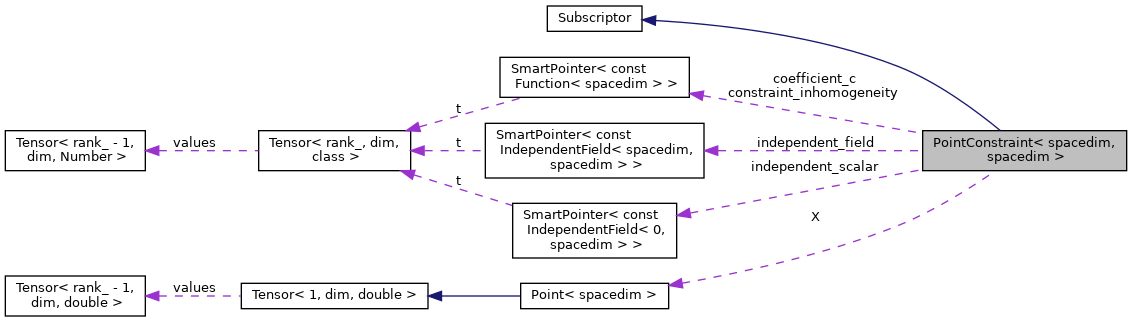 Subscriptor
SmartPointer< const
Function< spacedim > >
coefficient_c
constraint_inhomogeneity
t
Tensor< rank_ - 1,
dim, Number >
values
Tensor< rank_, dim,
class >
t
SmartPointer< const
IndependentField< spacedim,
spacedim > >
independent_field
PointConstraint< spacedim,
spacedim >
independent_scalar
t
SmartPointer< const
IndependentField< 0,
spacedim > >
X
Tensor< rank_ - 1,
dim, double >
values
Tensor< 1, dim, double >
Point< spacedim >